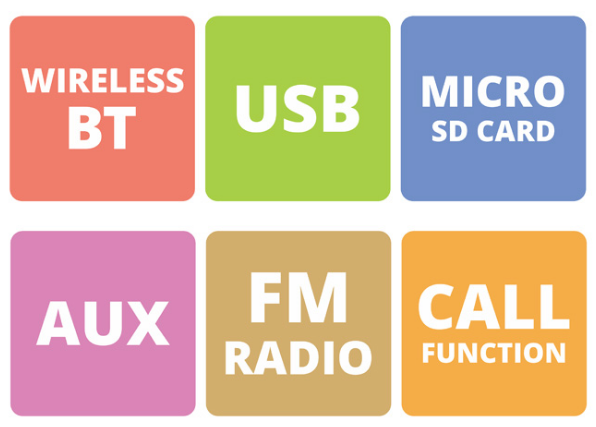 WIRELESS
BT
USB
MICRO
SD CARD
AUX
FM
RADIO
CALL
FUNCTION